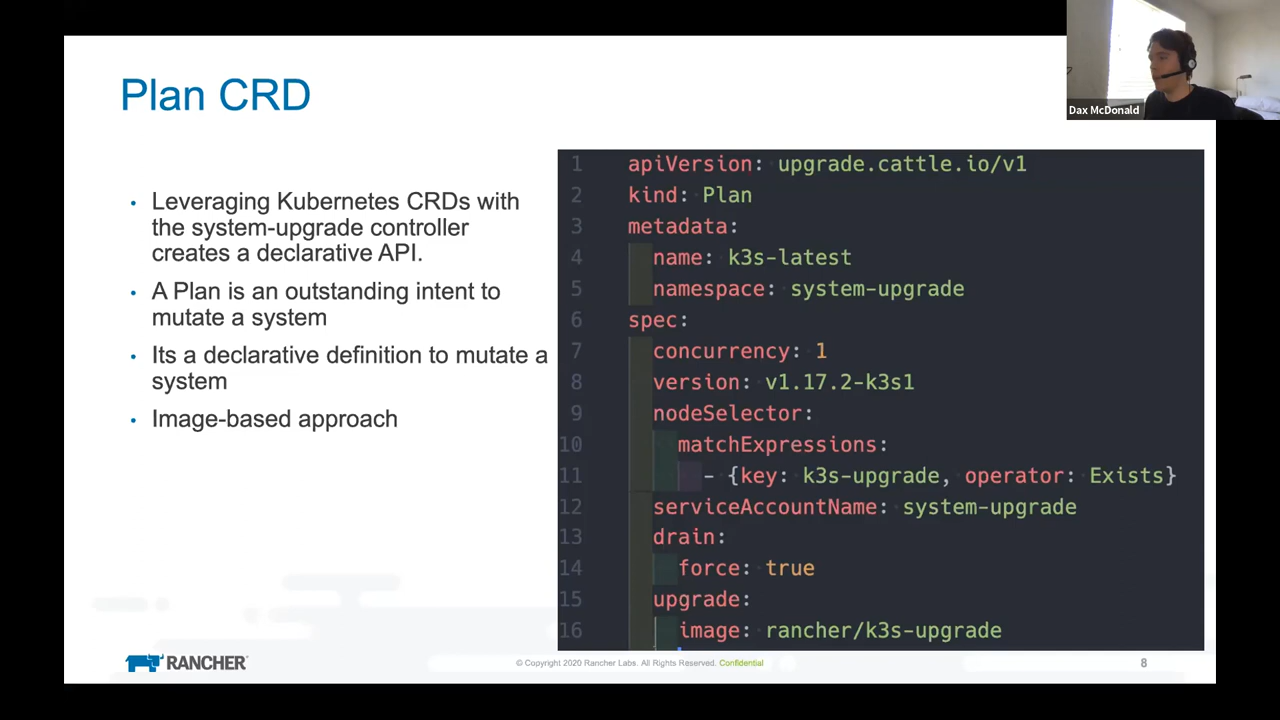 Plan CRD
Dax McDonald
• Leveraging Kubernetes CRDs with
the system-upgrade controller
creates a declarative API.
• A Plan is an outstanding intent to
mutate a system
• Its a declarative definition to mutate a
system
• Image-based approach
1 apiVersion: upgrade.cattle.io/v1
2 kind: Plan
3 metadata:
4 name: k3s-latest
5 namespace: system-upgrade
6 spec:
7 concurrency: 1
8 version: v1.17.2-k3s1
9 nodeSelector:
10 matchExpressions:
11 - {key: k3s-upgrade, operator: Exists}
12 serviceAccountName: system-upgrade
13 drain:
14 force: true
15 upgrade:
16 image: rancher/k3s-upgrade
RANCHER
© Copyright 2020 Rancher Labs. All Rights Reserved. Confidential
8